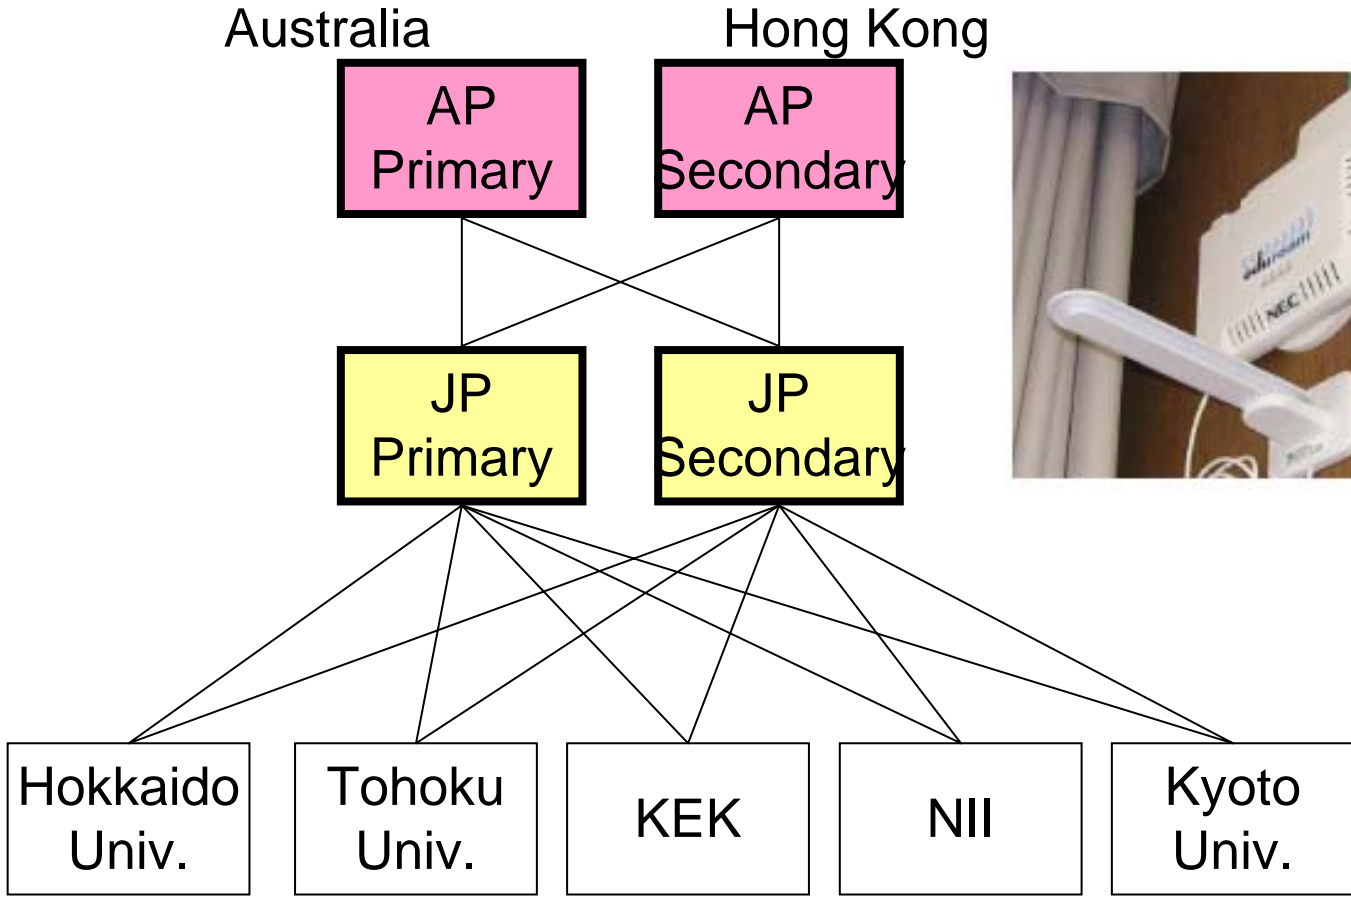 Australia
Hong Kong
AP
Primary
AP
Secondary
eduroam
NEC
JP
Primary
JP
Secondary
Hokkaido
Univ.
Tohoku
Univ.
KEK
NII
Kyoto
Univ.